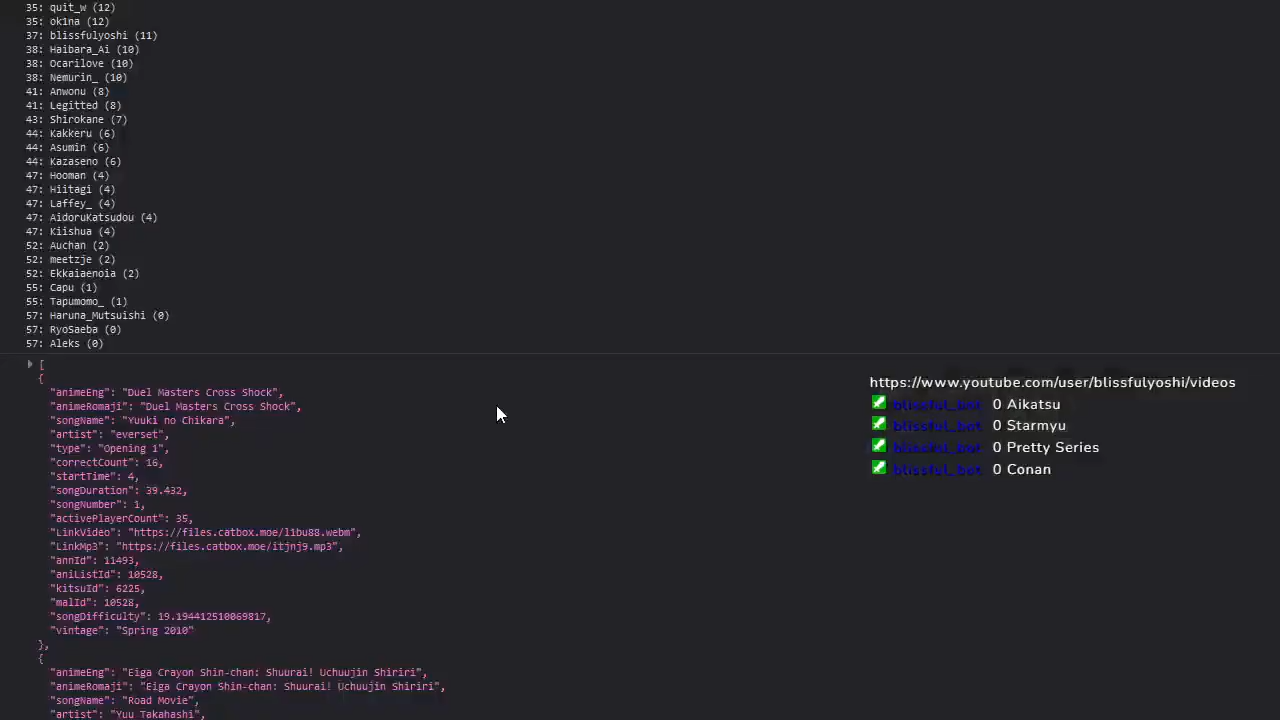 35: quit_w (12)
35: ok1na (12)
37: blissfulyoshi (11)
38: Haibara_Ai (10)
38: Ocarilove (10)
38: Nemurin_ (10)
41: Anwonu (8)
41: Legitted (8)
43: Shirokane (7)
44: Kakkeru (6)
44: Asumin (6)
44: Kazaseno (6)
47: Hooman (4)
47: Hiitagi (4)
47: Laffey_ (4)
47: AidoruKatsudou (4)
47: Kiishua (4)
52: Auchan (2)
52: meetzje (2)
52: Ekkaiaenoia (2)
55: Capu (1)
55: Tapumomo_ (1)
57: Haruna_Mutsuishi (0)
57: RyoSaeba (0)
57: Aleks (0)
[
{
"animeEng": "Duel Masters Cross Shock",
"animeRomaji": "Duel Masters Cross Shock",
"songName": "Yuuki no Chikara",
"artist": "everset",
"type": "Opening 1",
"correctCount": 16,
"startTime": 4,
"songDuration": 39.432,
"songNumber": 1,
"activePlayerCount": 35,
"LinkVideo": "https://files.catbox.moe/l1bu88.webm",
"LinkMp3": "https://files.catbox.moe/itjnj9.mp3",
"annId": 11493,
"aniListId": 10528,
"kitsuId": 6225,
"malId": 10528,
"songDifficulty": 19.194412510069817,
"vintage": "Spring 2010"
},
{
"animeEng": "Eiga Crayon Shin-chan: Shuurai! Uchuujin Shiriri",
"animeRomaji": "Eiga Crayon Shin-chan: Shuurai! Uchuujin Shiriri",
"songName": "Road Movie",
"artist": "Yuu Takahashi",
https://www.youtube.com/user/blissfulyoshi/videos
blissful_bot 0 Aikatsu
blissful_bot 0 Starmyu
blissful_bot 0 Pretty Series
blissful_bot 0 Conan